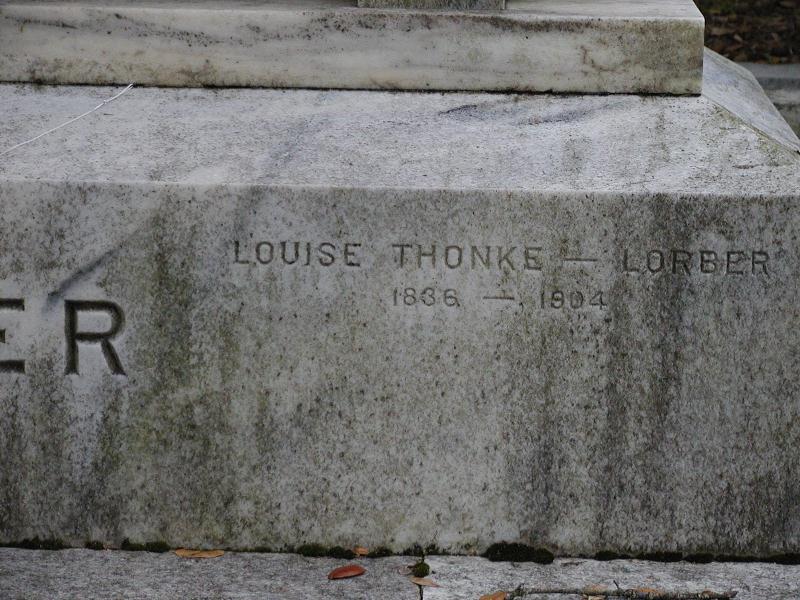 LOUISE THONKE — LORBER
1836 — 1904
ER